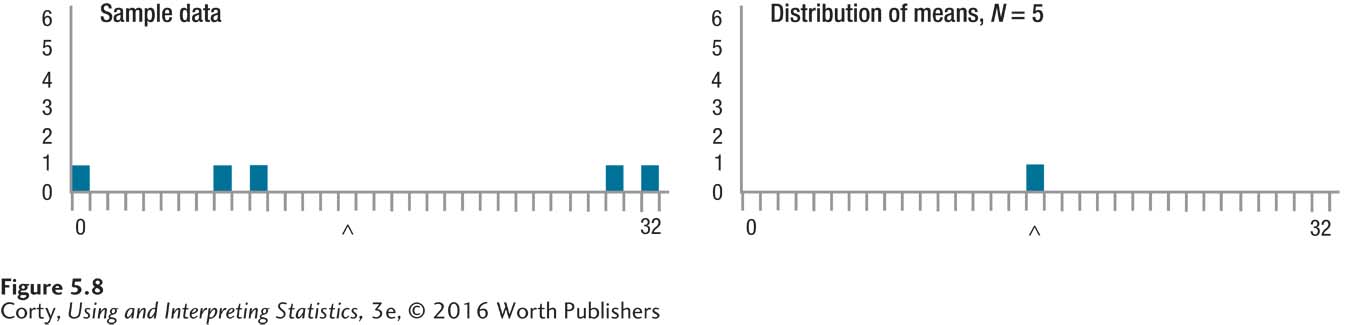 Sample data
6
5
4
3
2
1
0
0 ^ 32
Distribution of means, N = 5
6
5
4
3
2
1
0
0 ^ 32
Figure 5.8
Corty, Using and Interpreting Statistics, 3e, © 2016 Worth Publishers